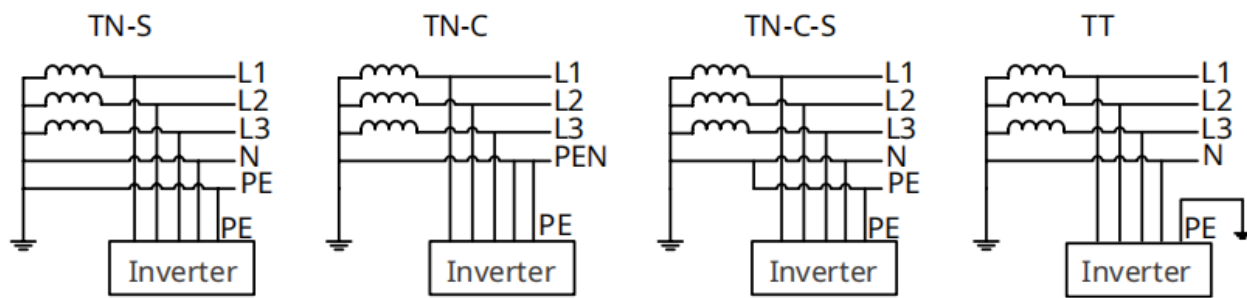 TN-S
L1
L2
L3
N
PE
PE
Inverter
TN-C
L1
L2
L3
PEN
PE
Inverter
TN-C-S
L1
L2
L3
N
PE
PE
Inverter
TT
L1
L2
L3
N
PE
Inverter